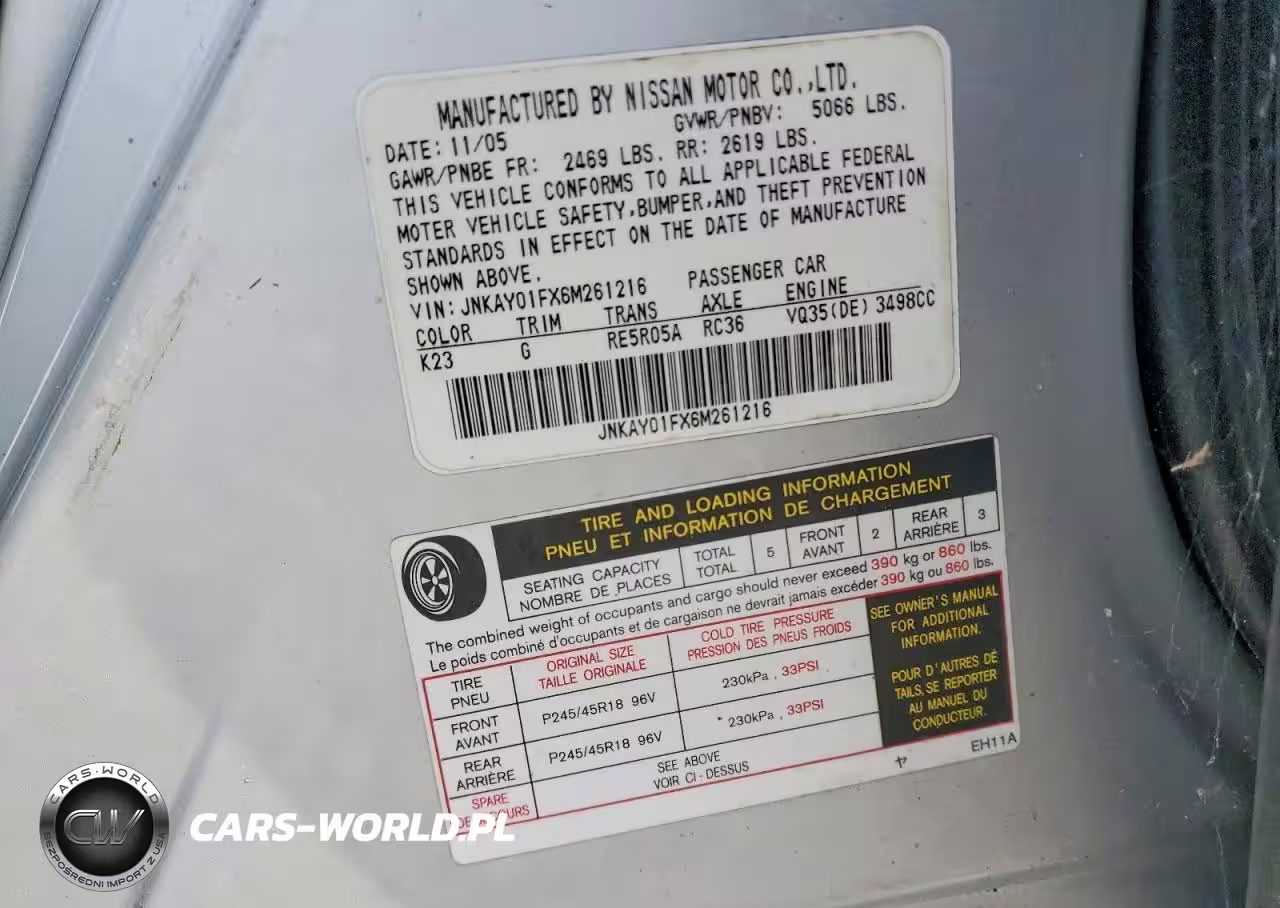 MANUFACTURED BY NISSAN MOTOR CO.,LTD.
DATE: 11/05 GVWR/PNBV: 5066 LBS.
GAWR/PNBE FR: 2469 LBS. RR: 2619 LBS.
THIS VEHICLE CONFORMS TO ALL APPLICABLE FEDERAL
MOTER VEHICLE SAFETY,BUMPER,AND THEFT PREVENTION
STANDARDS IN EFFECT ON THE DATE OF MANUFACTURE
SHOWN ABOVE.
VIN: JNKAY01FX6M261216 PASSENGER CAR
COLOR TRIM TRANS AXLE ENGINE
K23 G RE5R05A RC36 VQ35(DE) 3498CC
JNKAY01FX6M261216
TIRE AND LOADING INFORMATION
PNEU ET INFORMATION DE CHARGEMENT
SEATING CAPACITY TOTAL 5 FRONT 2 REAR 3
NOMBRE DE PLACES TOTAL AVANT ARRIÈRE
The combined weight of occupants and cargo should never exceed 390 kg or 860 lbs.
Le poids combiné d'occupants et de cargaison ne devrait jamais excéder 390 kg ou 860 lbs.
TIRE ORIGINAL SIZE COLD TIRE PRESSURE
PNEU TAILLE ORIGINALE PRESSION DES PNEUS FROIDS
FRONT P245/45R18 96V 230kPa , 33PSI
AVANT
REAR P245/45R18 96V 230kPa , 33PSI
ARRIÈRE
SPARE SEE ABOVE
VOIR CI-DESSUS
SEE OWNER'S MANUAL
FOR ADDITIONAL
INFORMATION.
POUR D'AUTRES DÉ
TAILS, SE REPORTER
AU MANUEL DU
CONDUCTEUR.
ヤ EH11A
CARS-WORLD
CW
BEZPOŚREDNI IMPORT Z USA
CARS-WORLD.PL